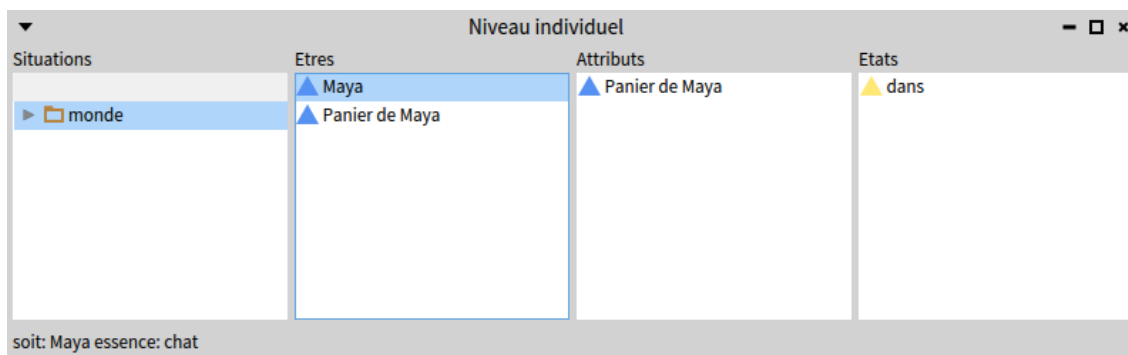 Niveau individuel
Situations Etres Attributs Etats
Maya Panier de Maya dans
monde Panier de Maya
soit: Maya essence: chat